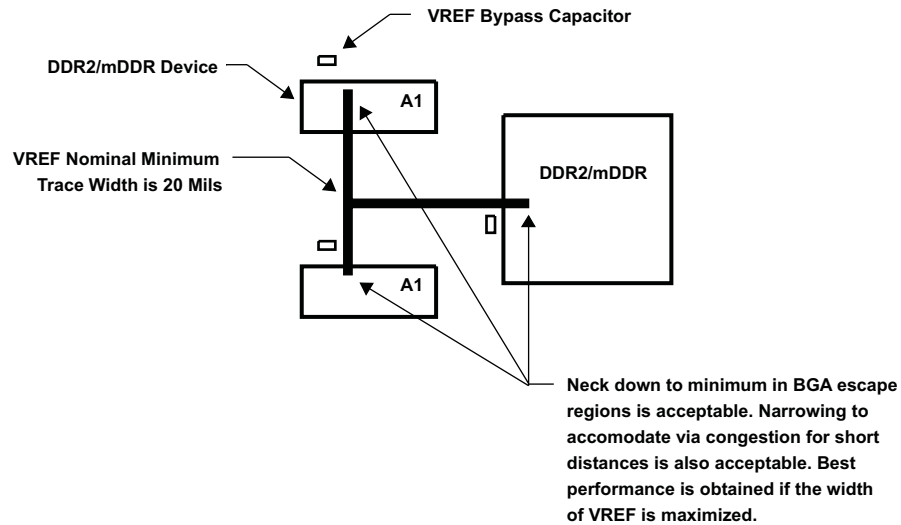 VREF Bypass Capacitor
DDR2/mDDR Device
A1
VREF Nominal Minimum
Trace Width is 20 Mils
DDR2/mDDR
A1
Neck down to minimum in BGA escape
regions is acceptable. Narrowing to
accomodate via congestion for short
distances is also acceptable. Best
performance is obtained if the width
of VREF is maximized.